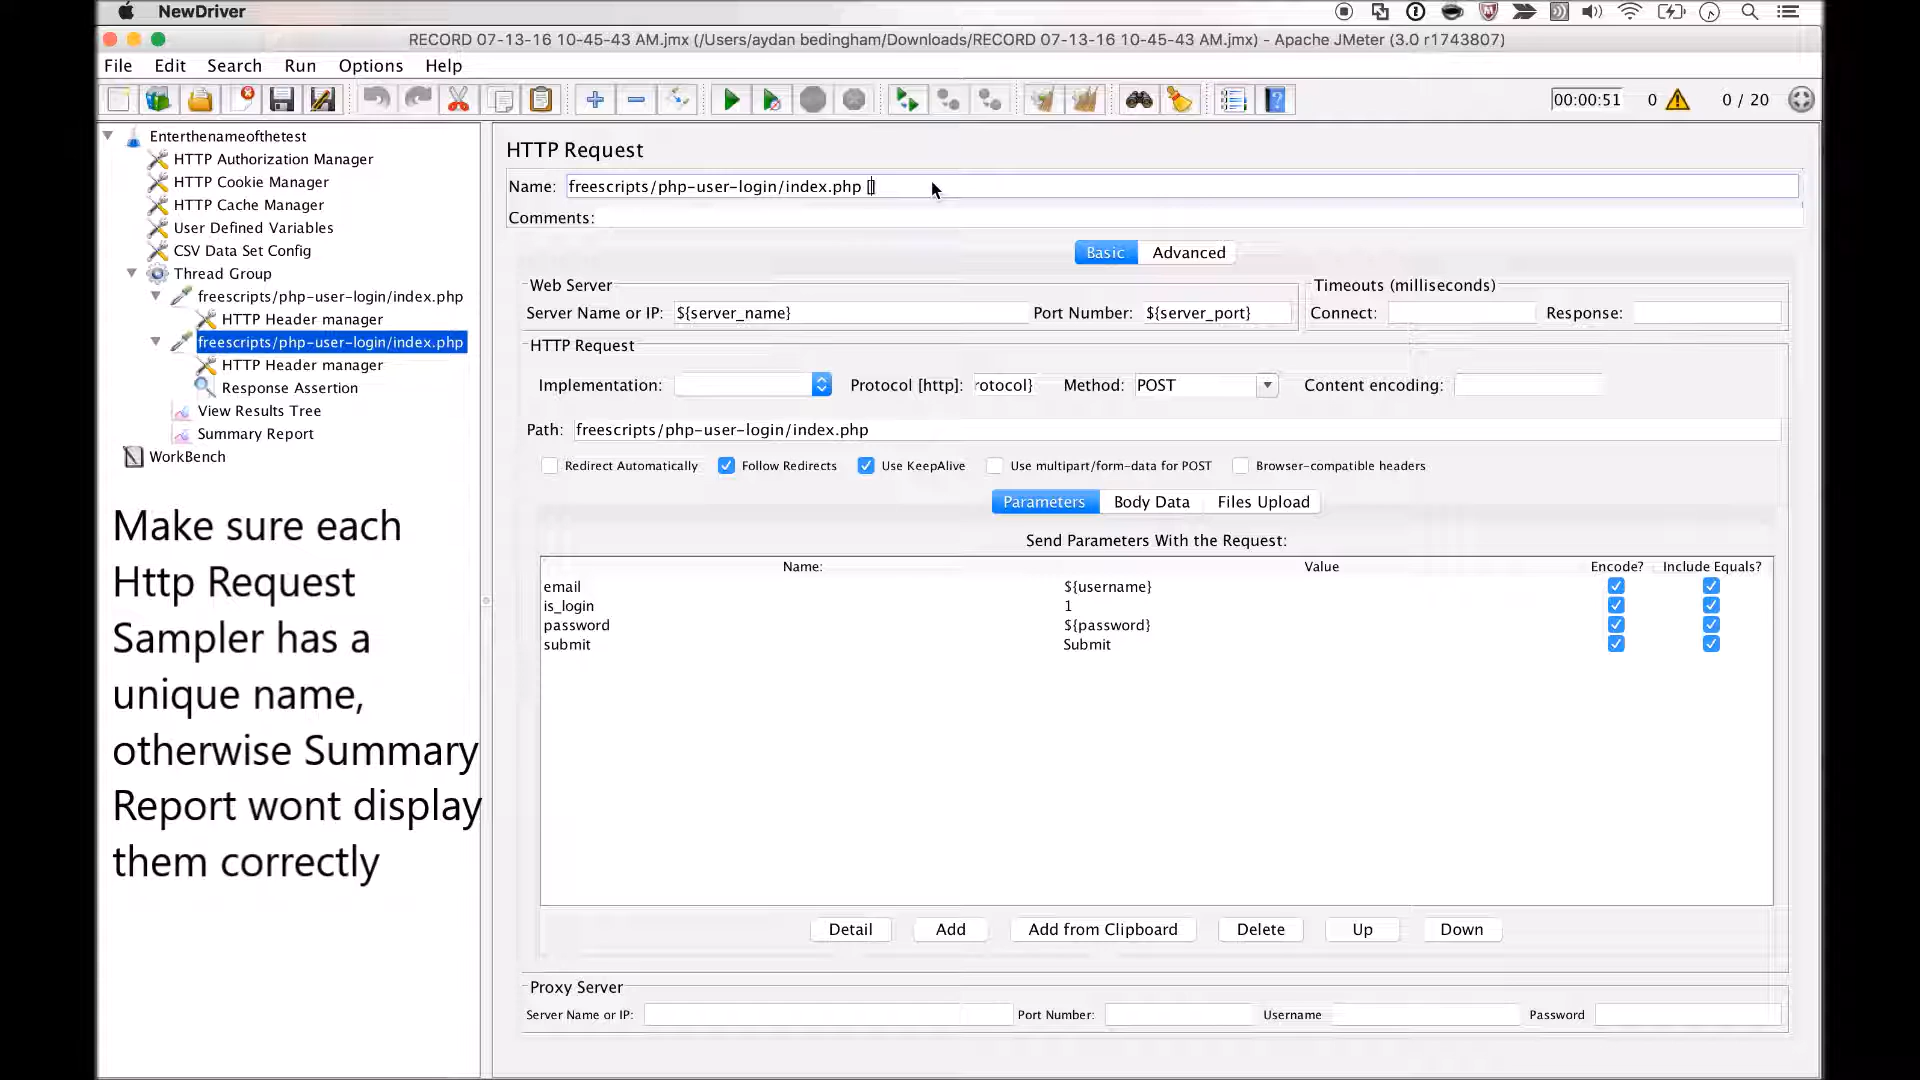 NewDriver
RECORD 07-13-16 10-45-43 AM.jmx (/Users/aydan bedingham/Downloads/RECORD 07-13-16 10-45-43 AM.jmx) - Apache JMeter (3.0 r1743807)
File Edit Search Run Options Help
00:00:51 0 0 / 20
Enterthenameofthetest
HTTP Authorization Manager
HTTP Cookie Manager
HTTP Cache Manager
User Defined Variables
CSV Data Set Config
Thread Group
freescripts/php-user-login/index.php
HTTP Header manager
freescripts/php-user-login/index.php
HTTP Header manager
Response Assertion
View Results Tree
Summary Report
WorkBench
Make sure each
Http Request
Sampler has a
unique name,
otherwise Summary
Report wont display
them correctly
HTTP Request
Name: freescripts/php-user-login/index.php []
Comments:
Basic Advanced
Web Server
Server Name or IP: ${server_name} Port Number: ${server_port}
Timeouts (milliseconds)
Connect: Response:
HTTP Request
Implementation: Protocol [http]: rotocol} Method: POST Content encoding:
Path: freescripts/php-user-login/index.php
Redirect Automatically Follow Redirects Use KeepAlive Use multipart/form-data for POST Browser-compatible headers
Parameters Body Data Files Upload
Send Parameters With the Request:
Name: Value Encode? Include Equals?
email ${username}
is_login 1
password ${password}
submit Submit
Detail Add Add from Clipboard Delete Up Down
Proxy Server
Server Name or IP: Port Number: Username Password